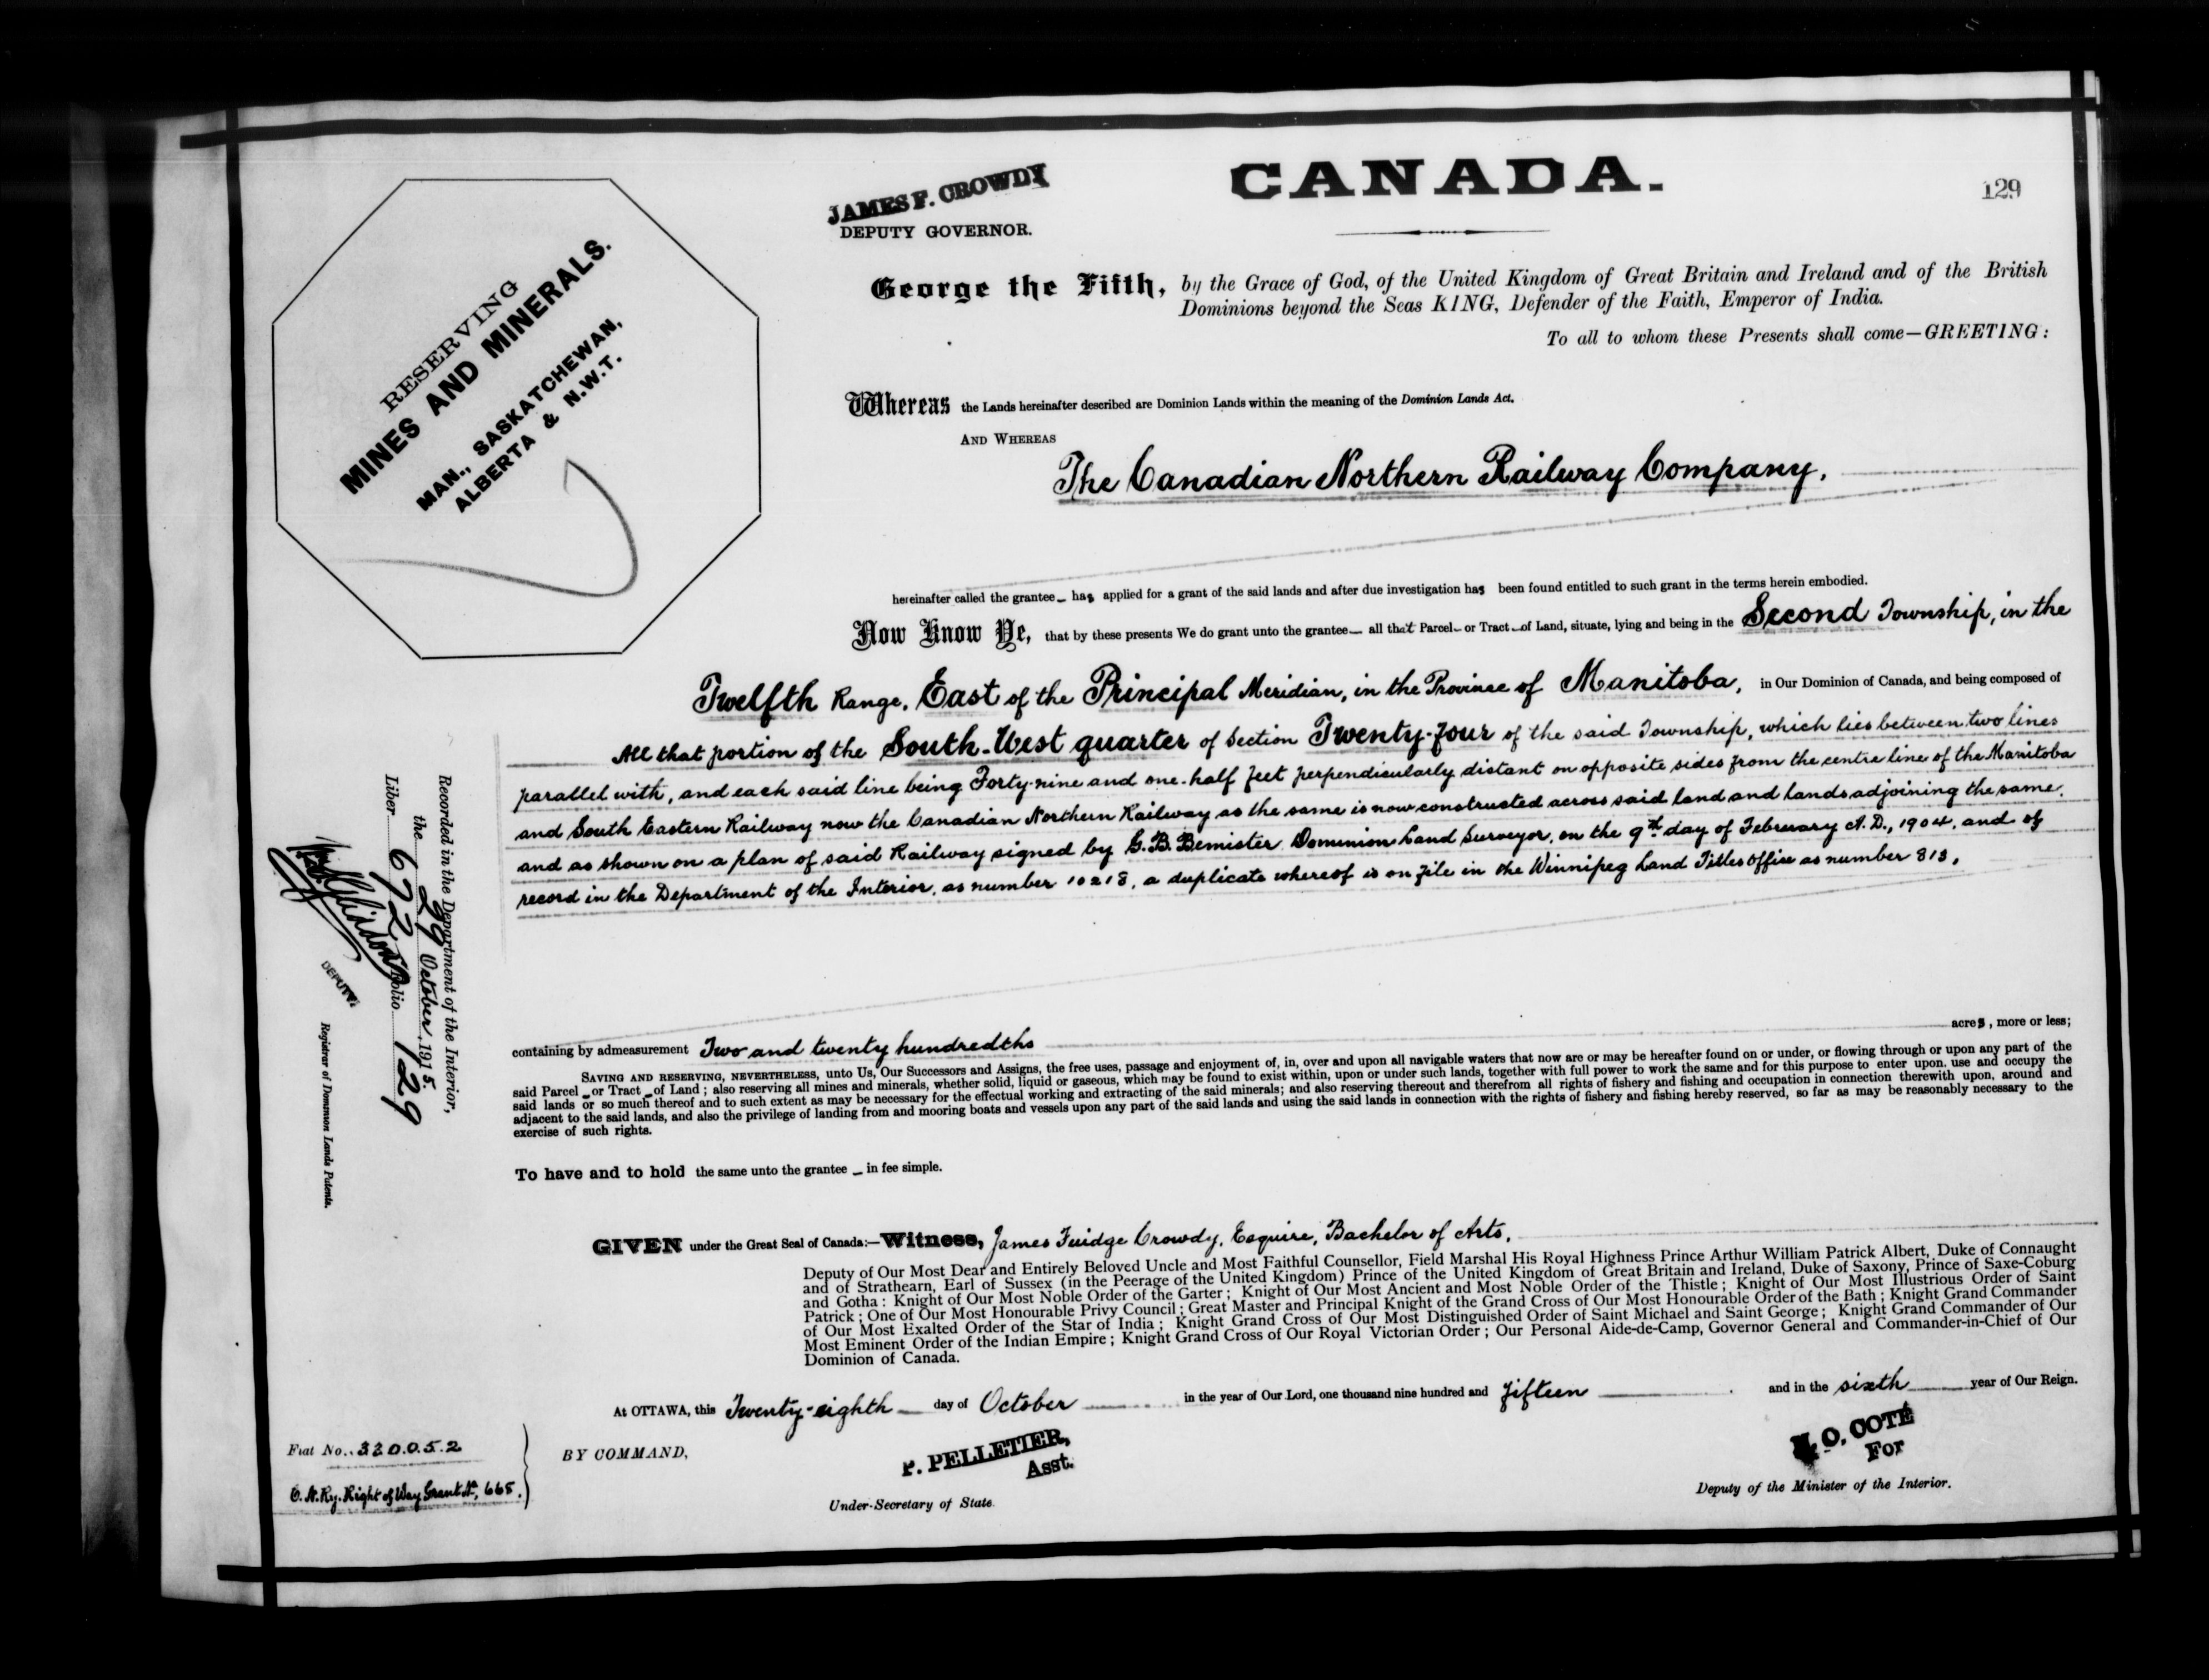 CANADA.
129
JAMES F. CROWDY
DEPUTY GOVERNOR.
RESERVING
MINES AND MINERALS.
MAN., SASKATCHEWAN,
ALBERTA & N.W.T.
George the Fifth, by the Grace of God, of the United Kingdom of Great Britain and Ireland and of the British
Dominions beyond the Seas KING, Defender of the Faith, Emperor of India.
To all to whom these Presents shall come—GREETING:
Whereas the Lands hereinafter described are Dominion Lands within the meaning of the Dominion Lands Act.
AND WHEREAS
The Canadian Northern Railway Company,
hereinafter called the grantee has applied for a grant of the said lands and after due investigation has been found entitled to such grant in the terms herein embodied.
Now Know Ye, that by these presents We do grant unto the grantee all that Parcel or Tract of Land, situate, lying and being in the Second Township, in the
Twelfth Range, East of the Principal Meridian, in the Province of Manitoba, in Our Dominion of Canada, and being composed of
All that portion of the South-West quarter of Section Twenty-four of the said Township, which lies between two lines
parallel with, and each said line being Forty-nine and one-half feet perpendicularly distant on opposite sides from the centre line of the Manitoba
and South Eastern Railway now the Canadian Northern Railway as the same is now constructed across said land and lands adjoining the same,
and as shown on a plan of said Railway signed by G. B. Bemister Dominion Land Surveyor, on the 9th day of February A.D., 1904, and of
record in the Department of the Interior, as number 10218, a duplicate whereof is on file in the Winnipeg Land Titles Office as number 813,
containing by admeasurement Two and twenty hundredths acres, more or less;
SAVING AND RESERVING, NEVERTHELESS, unto Us, Our Successors and Assigns, the free uses, passage and enjoyment of, in, over and upon all navigable waters that now are or may be hereafter found on or under, or flowing through or upon any part of the
said Parcel or Tract of Land; also reserving all mines and minerals, whether solid, liquid or gaseous, which may be found to exist within, upon or under such lands, together with full power to work the same and for this purpose to enter upon, use and occupy the
said lands or so much thereof and to such extent as may be necessary for the effectual working and extracting of the said minerals; and also reserving thereout and therefrom all rights of fishery and fishing and occupation in connection therewith upon, around and
adjacent to the said lands, and also the privilege of landing from and mooring boats and vessels upon any part of the said lands and using the said lands in connection with the rights of fishery and fishing hereby reserved, so far as may be reasonably necessary to the
exercise of such rights.
To have and to hold the same unto the grantee in fee simple.
GIVEN under the Great Seal of Canada:—Witness, James Fuidge Crowdy, Esquire, Bachelor of Arts,
Deputy of Our Most Dear and Entirely Beloved Uncle and Most Faithful Counsellor, Field Marshal His Royal Highness Prince Arthur William Patrick Albert, Duke of Connaught
and of Strathearn, Earl of Sussex (in the Peerage of the United Kingdom) Prince of the United Kingdom of Great Britain and Ireland, Duke of Saxony, Prince of Saxe-Coburg
and Gotha: Knight of Our Most Noble Order of the Garter; Knight of Our Most Ancient and Most Noble Order of the Thistle; Knight of Our Most Illustrious Order of Saint
Patrick; One of Our Most Honourable Privy Council; Great Master and Principal Knight of the Grand Cross of Our Most Honourable Order of the Bath; Knight Grand Commander
of Our Most Exalted Order of the Star of India; Knight Grand Cross of Our Most Distinguished Order of Saint Michael and Saint George; Knight Grand Commander of Our
Most Eminent Order of the Indian Empire; Knight Grand Cross of Our Royal Victorian Order; Our Personal Aide-de-Camp, Governor General and Commander-in-Chief of Our
Dominion of Canada.
At OTTAWA, this Twenty-eighth day of October in the year of Our Lord, one thousand nine hundred and fifteen and in the sixth year of Our Reign.
BY COMMAND,
P. PELLETIER,
Asst.
Under-Secretary of State.
N. O. COTÉ
For
Deputy of the Minister of the Interior.
Fiat No. 320052
C. N. Ry. Right of Way Grant No. 665.
Recorded in the Department of the Interior,
the 29 October, 1915.
Liber 672 Folio 129
DEPUTY
Registrar of Dominion Lands Patents.